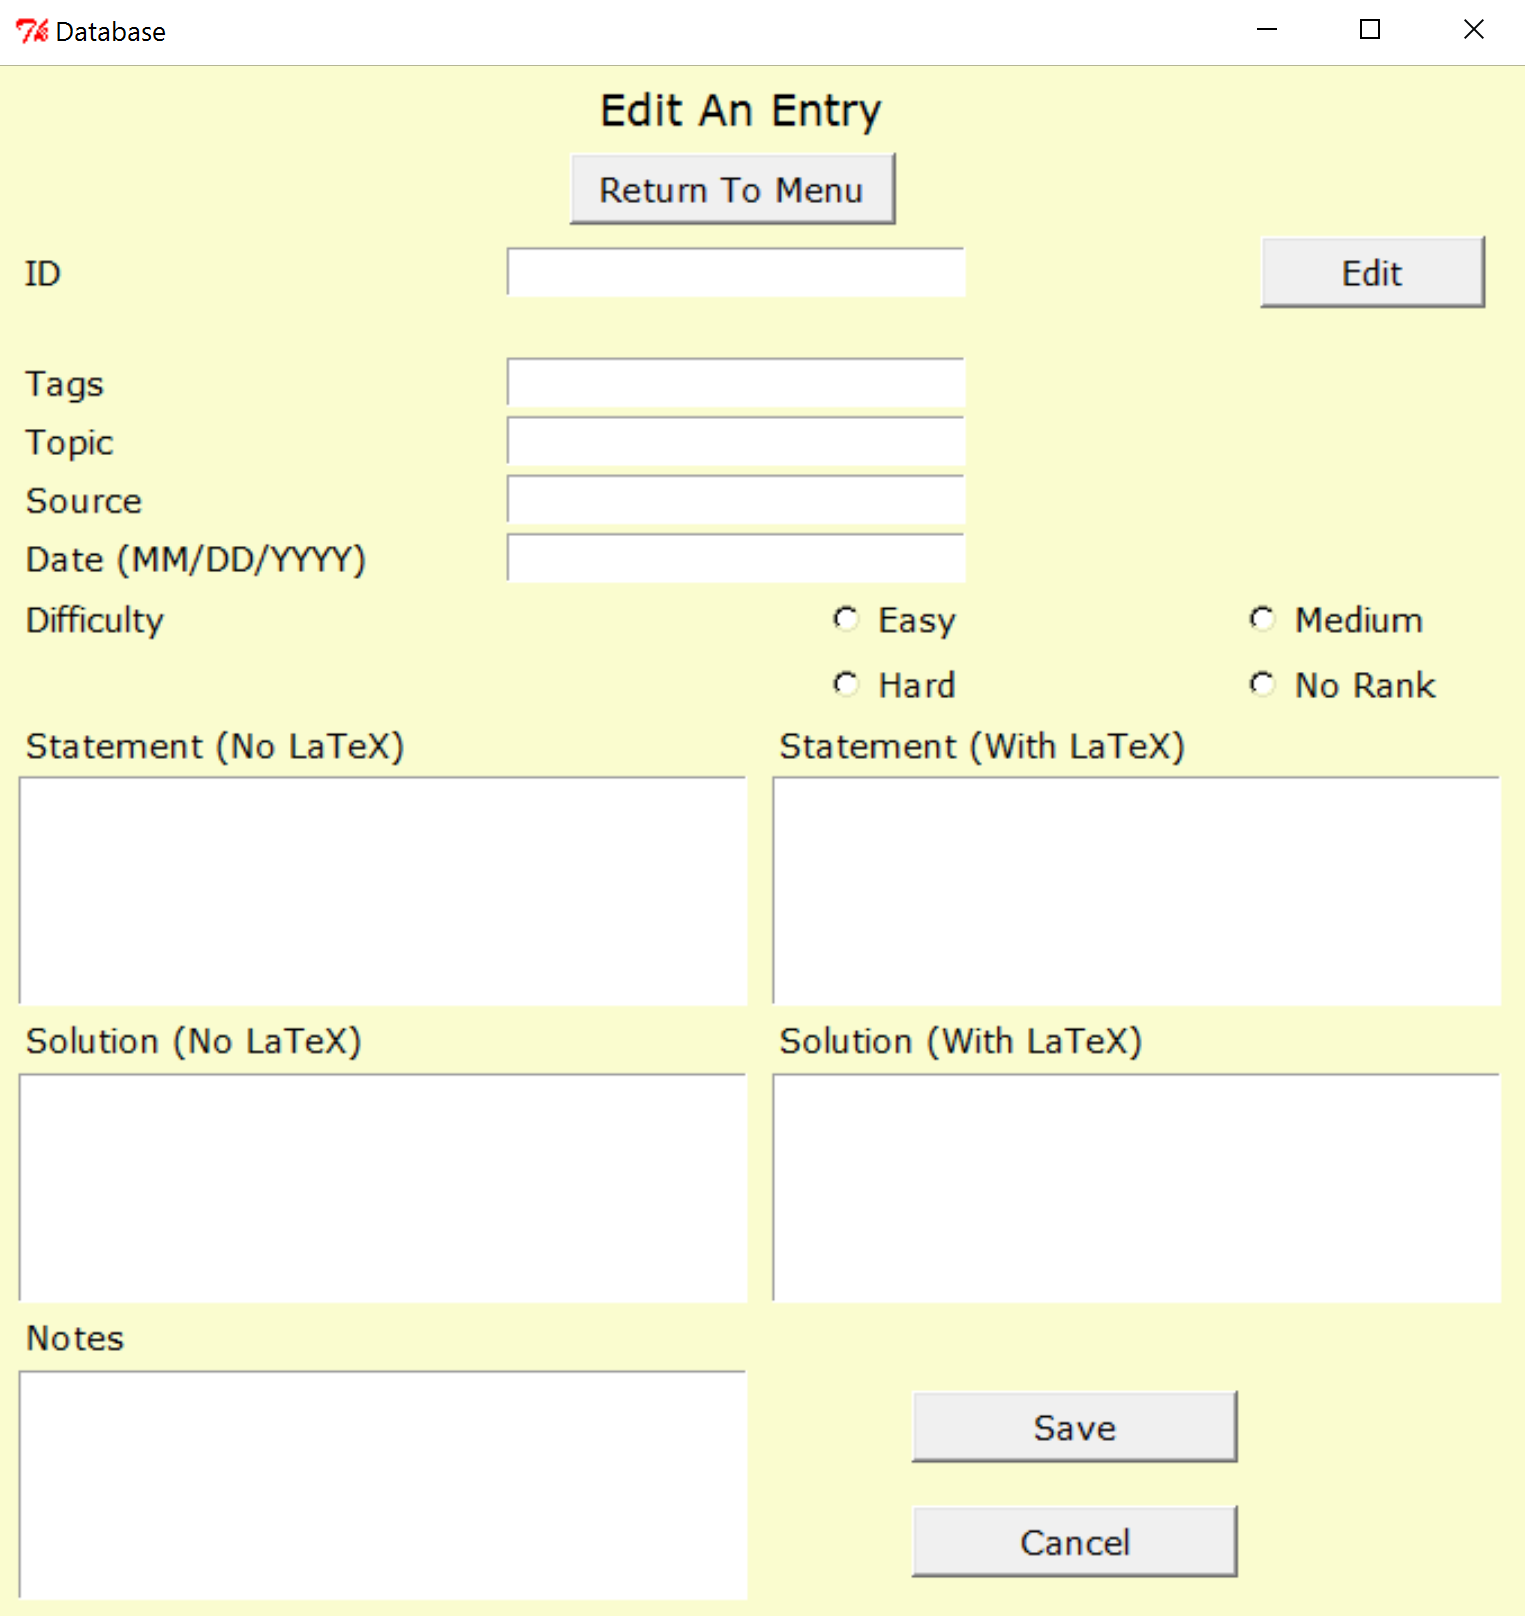 Database
Edit An Entry
Return To Menu
ID
Edit
Tags
Topic
Source
Date (MM/DD/YYYY)
Difficulty
Easy
Medium
Hard
No Rank
Statement (No LaTeX)
Statement (With LaTeX)
Solution (No LaTeX)
Solution (With LaTeX)
Notes
Save
Cancel